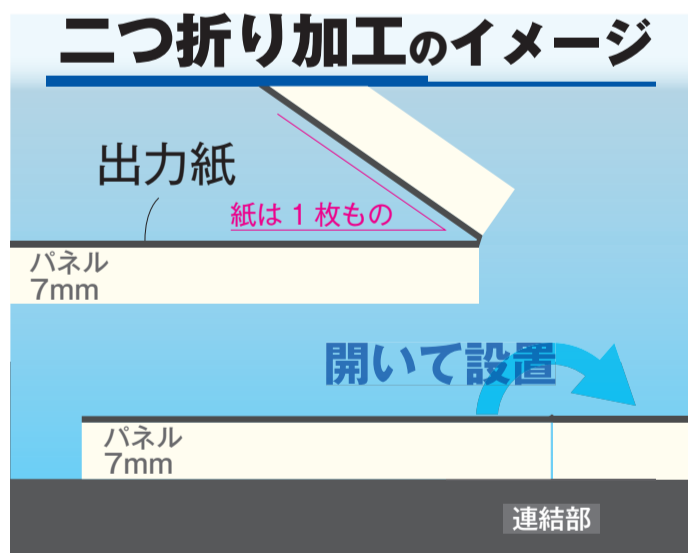 二つ折り加工のイメージ
出力紙
紙は1枚もの
パネル
7mm
開いて設置
パネル
7mm
連結部